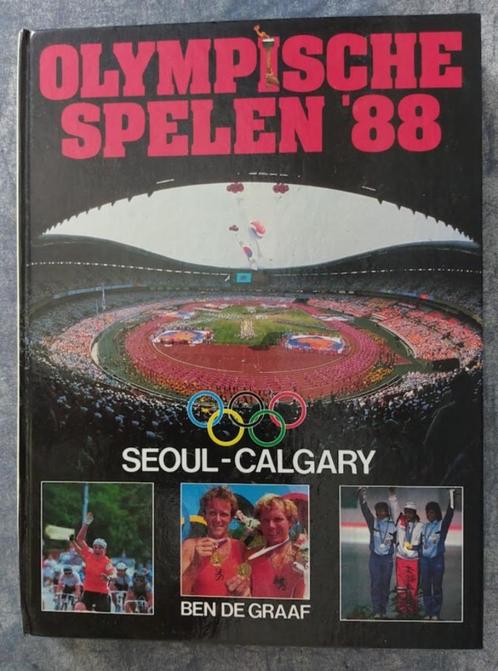 OLYMPISCHE
SPELEN '88
SEOUL-CALGARY
BEN DE GRAAF